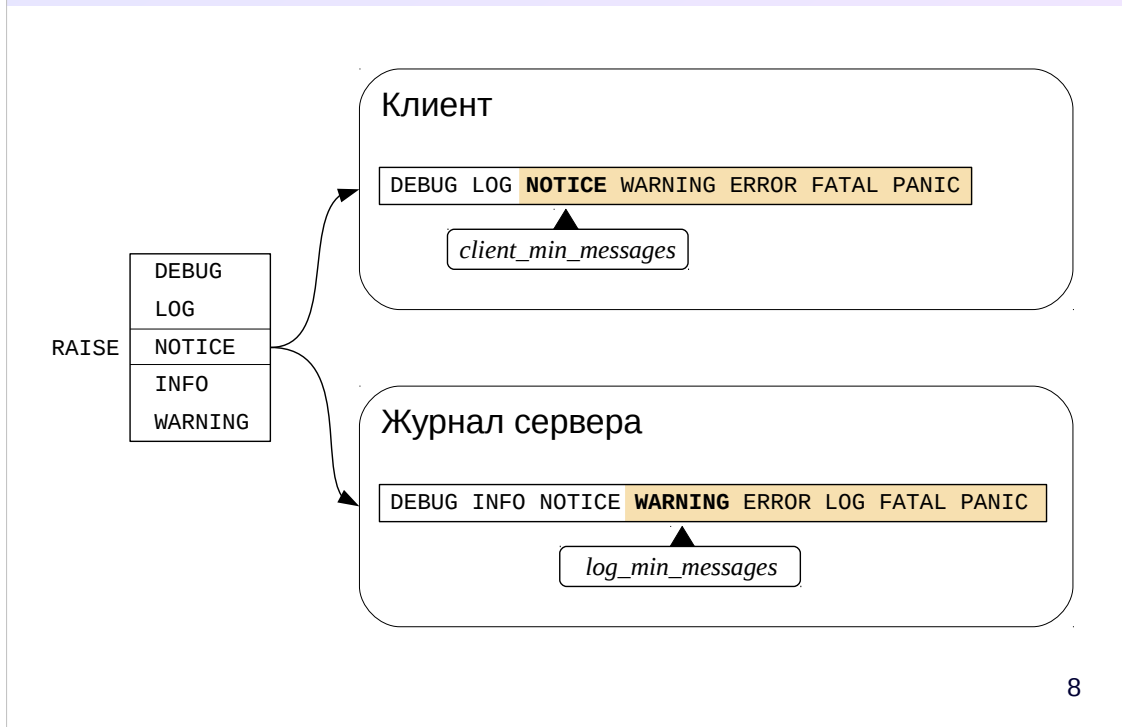 Клиент
DEBUG LOG NOTICE WARNING ERROR FATAL PANIC
client_min_messages
RAISE
DEBUG
LOG
NOTICE
INFO
WARNING
Журнал сервера
DEBUG INFO NOTICE WARNING ERROR LOG FATAL PANIC
log_min_messages
8